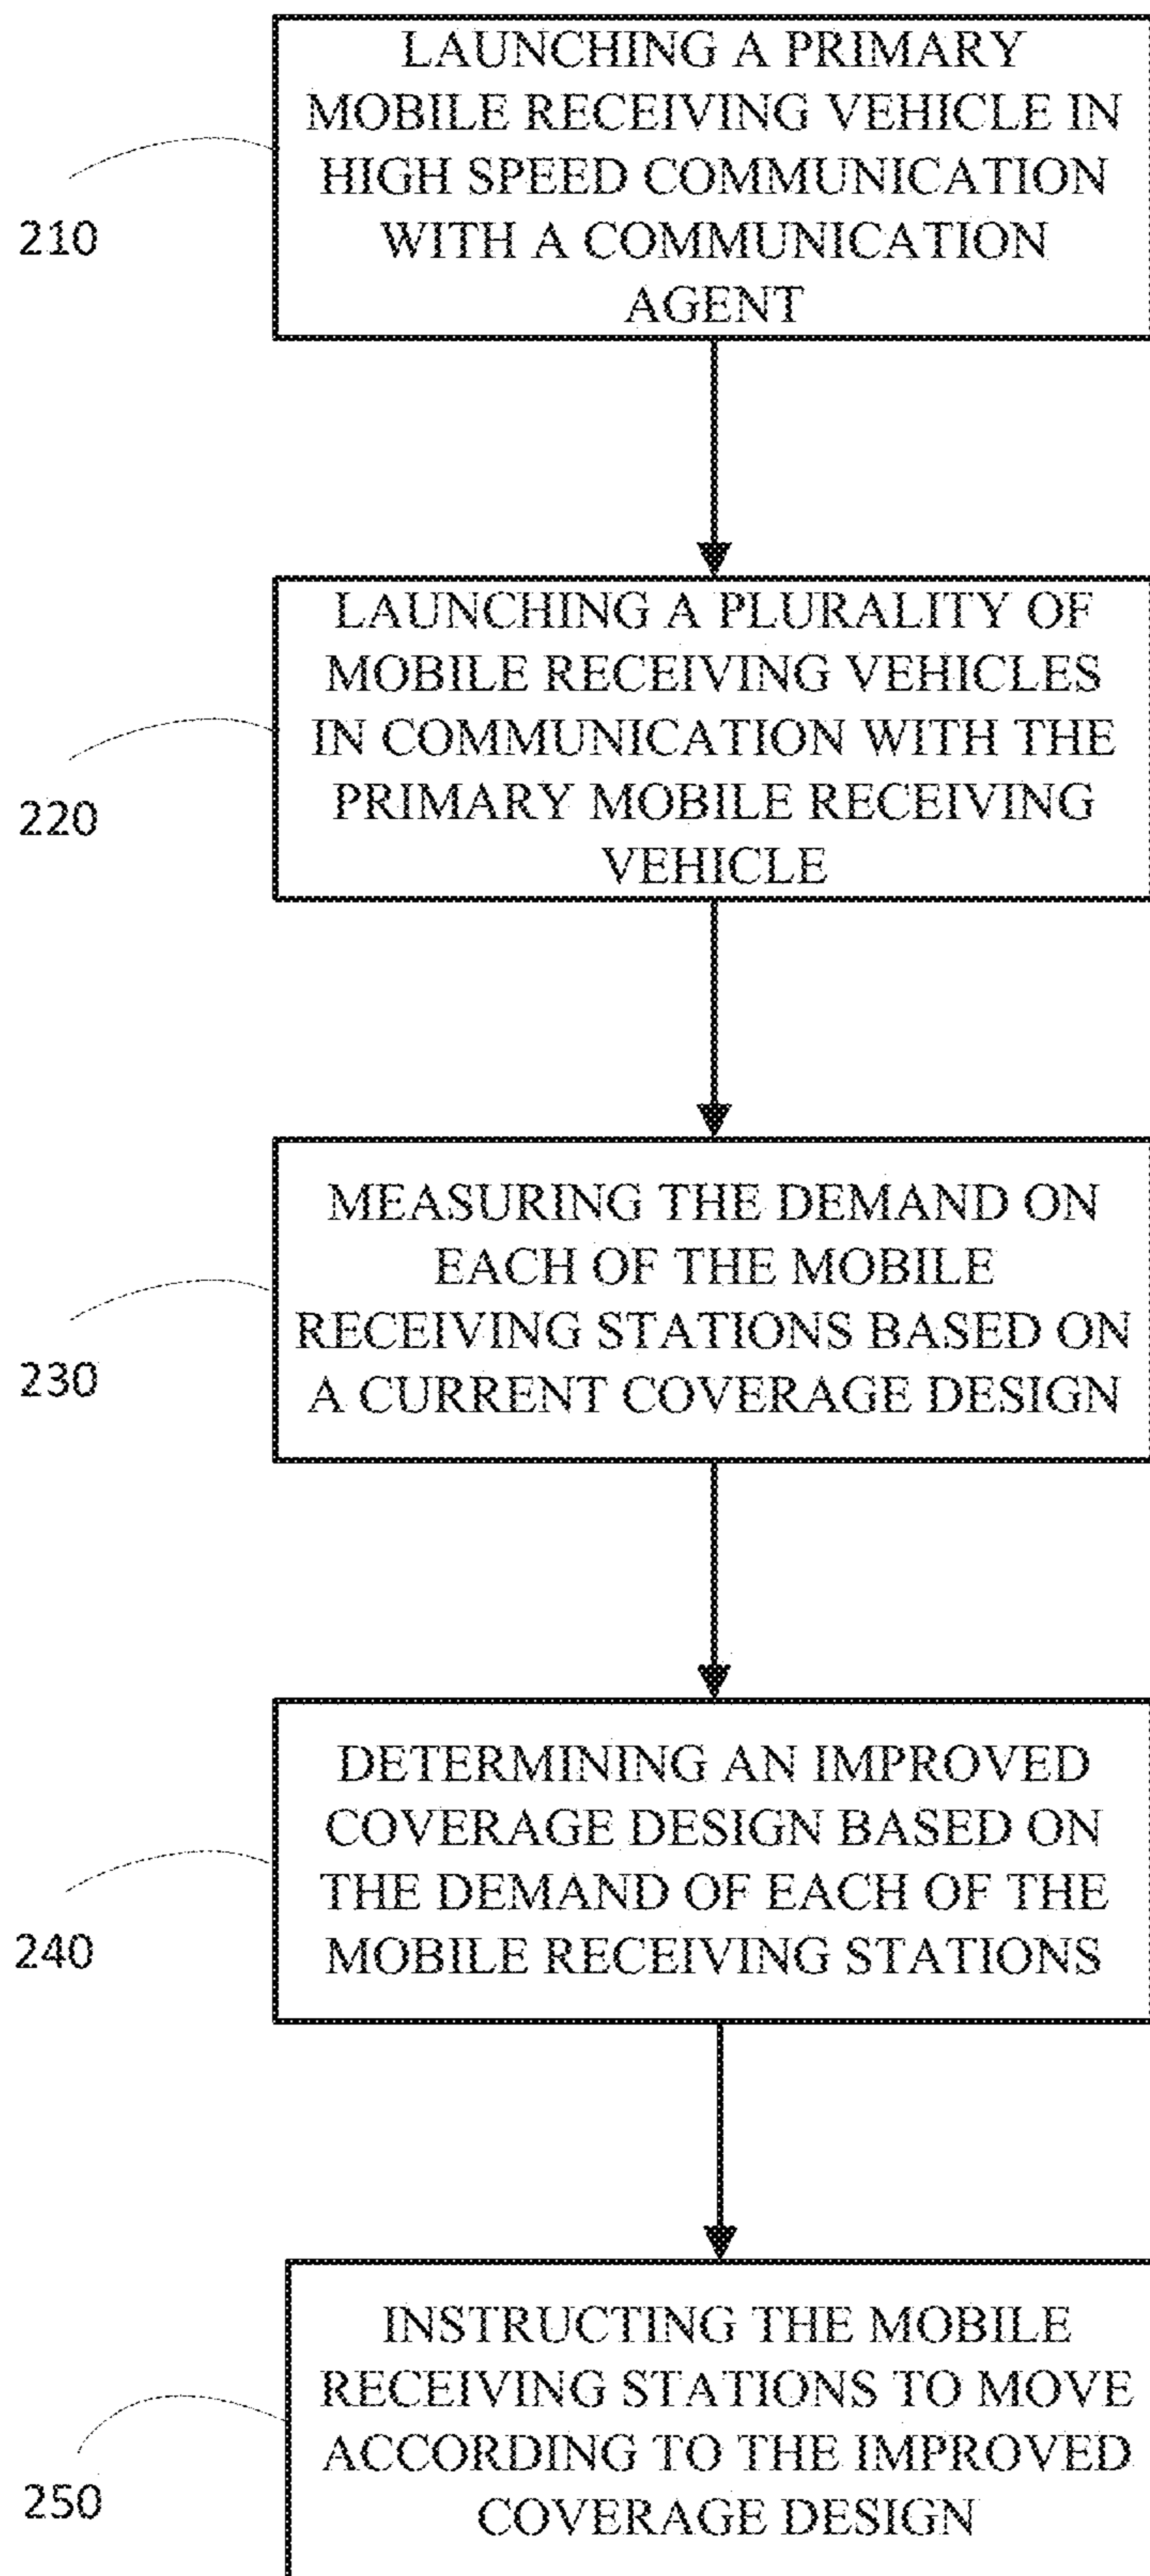 LAUNCHING A PRIMARY
MOBILE RECEIVING VEHICLE IN
HIGH SPEED COMMUNICATION
WITH A COMMUNICATION
AGENT
210
LAUNCHING A PLURALITY OF
MOBILE RECEIVING VEHICLES
IN COMMUNICATION WITH THE
PRIMARY MOBILE RECEIVING
VEHICLE
220
MEASURING THE DEMAND ON
EACH OF THE MOBILE
RECEIVING STATIONS BASED ON
A CURRENT COVERAGE DESIGN
230
DETERMINING AN IMPROVED
COVERAGE DESIGN BASED ON
THE DEMAND OF EACH OF THE
MOBILE RECEIVING STATIONS
240
INSTRUCTING THE MOBILE
RECEIVING STATIONS TO MOVE
ACCORDING TO THE IMPROVED
COVERAGE DESIGN
250